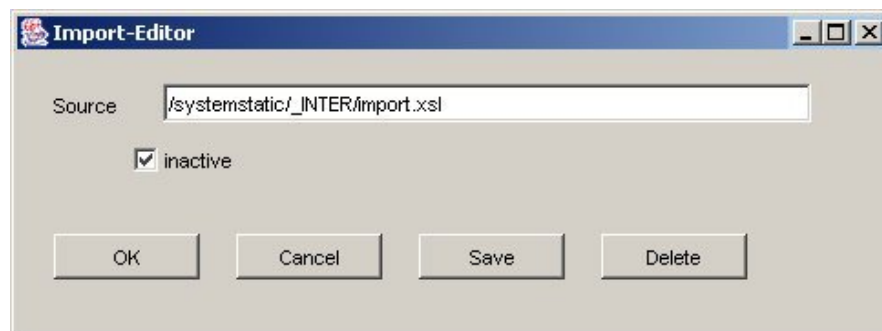 Import-Editor
Source /systemstatic/_INTER/import.xsl
inactive
OK Cancel Save Delete